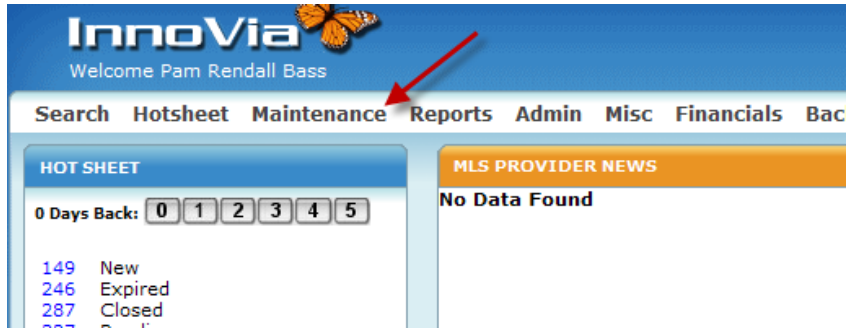 InnoVia
Welcome Pam Rendall Bass
Search Hotsheet Maintenance Reports Admin Misc Financials Bac
HOT SHEET
0 Days Back: 0 1 2 3 4 5
149 New
246 Expired
287 Closed
MLS PROVIDER NEWS
No Data Found